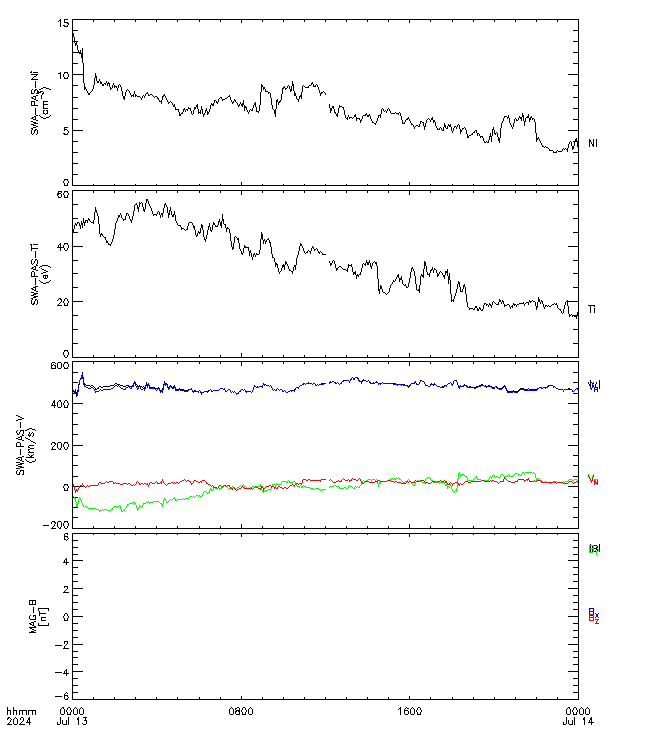 15
10
5
0
SWA-PAS-Ni
(cm⁻³)
Ni
60
40
20
0
SWA-PAS-Ti
(eV)
Ti
600
400
200
0
-200
SWA-PAS-V
(km/s)
6
4
2
0
-2
-4
-6
MAG-B
[nT]
|B|
Bx
Bz
hhmm
2024
0000
Jul 13
0800
1600
0000
Jul 14